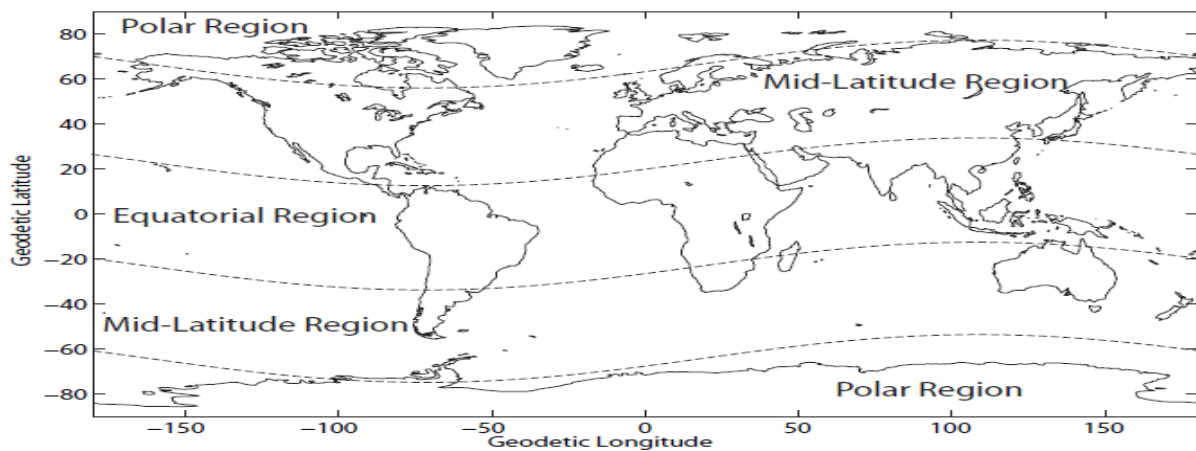 Polar Region
Mid-Latitude Region
Equatorial Region
Mid-Latitude Region
Polar Region
Geodetic Latitude
80
60
40
20
0
−20
−40
−60
−80
−150
−100
−50
0
50
100
150
Geodetic Longitude